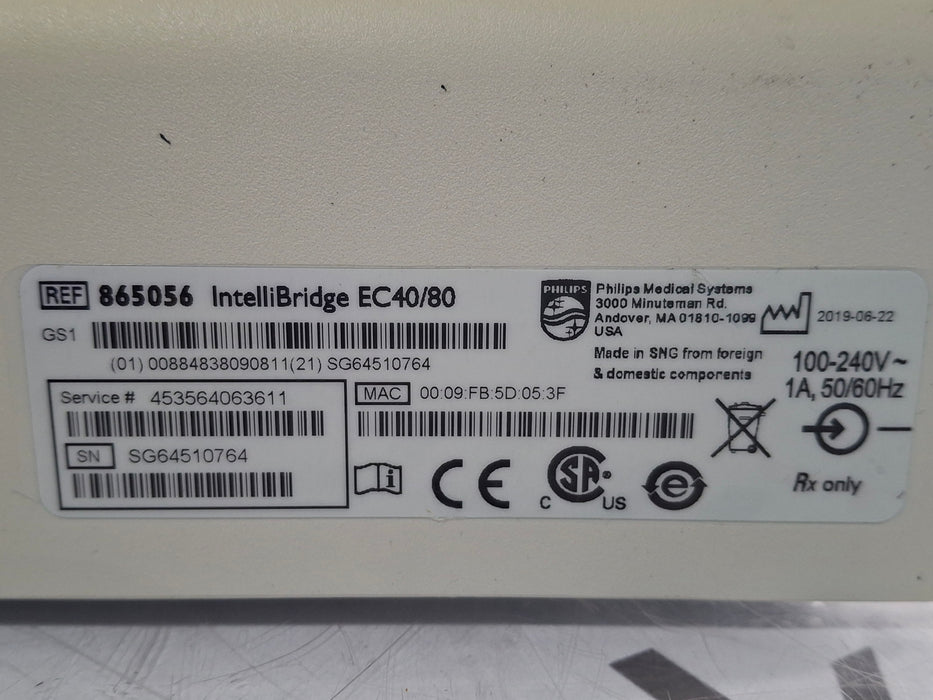 REF 865056 IntelliBridge EC40/80
GS1
(01) 00884838090811(21) SG64510764
Service # 453564063611
SN SG64510764
MAC 00:09:FB:5D:05:3F
PHILIPS
Philips Medical Systems
3000 Minuteman Rd.
Andover, MA 01810-1099
USA
2019-06-22
Made in SNG from foreign
& domestic components
100-240V~
1A, 50/60Hz
i
CE
C SA US
e
Rx only